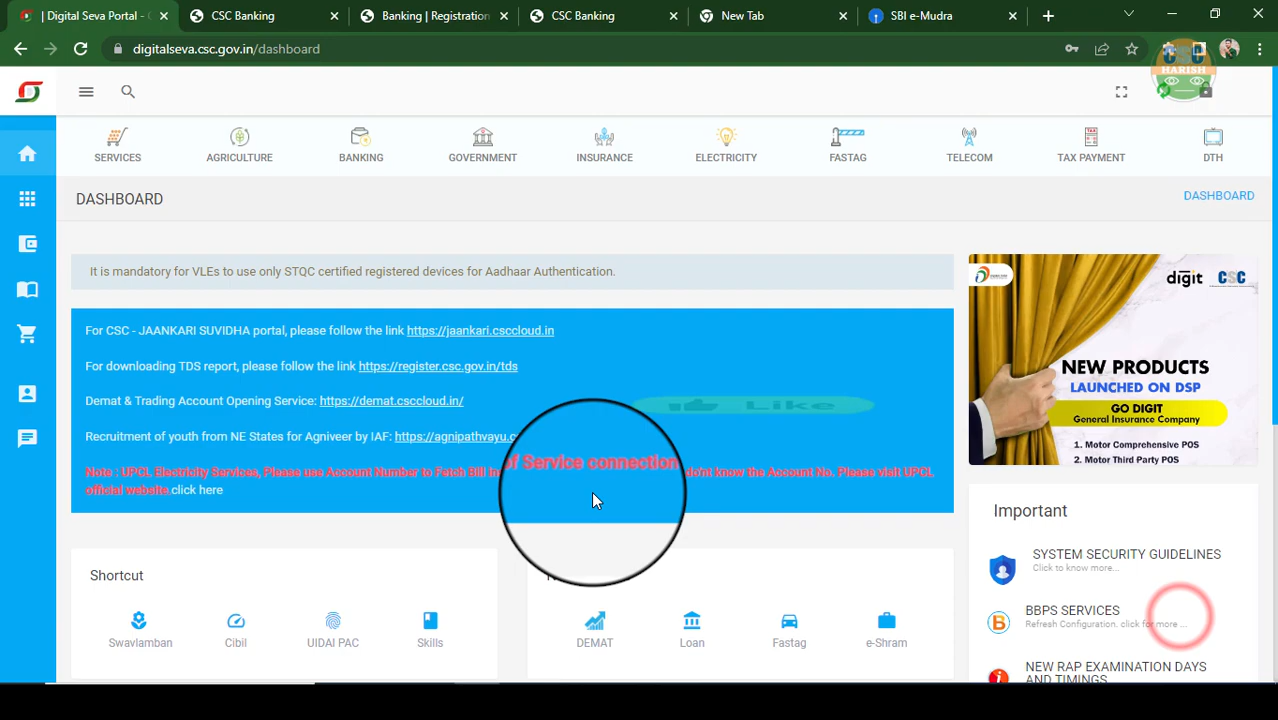 | Digital Seva Portal -
CSC Banking
Banking | Registration
CSC Banking
New Tab
SBI e-Mudra
digitalseva.csc.gov.in/dashboard
CSC
HARISH
SERVICES
AGRICULTURE
BANKING
GOVERNMENT
INSURANCE
ELECTRICITY
FASTAG
TELECOM
TAX PAYMENT
DTH
DASHBOARD
DASHBOARD
It is mandatory for VLEs to use only STQC certified registered devices for Aadhaar Authentication.
For CSC - JAANKARI SUVIDHA portal, please follow the link https://jaankari.csccloud.in
For downloading TDS report, please follow the link https://register.csc.gov.in/tds
Demat & Trading Account Opening Service: https://demat.csccloud.in/
Like
Recruitment of youth from NE States for Agniveer by IAF: https://agnipathvayu.c
Note : UPCL Electricity Services, Please use Account Number to Fetch Bill In of Service connection do'nt know the Account No. Please visit UPCL
official website.click here
digit CSC
NEW PRODUCTS
LAUNCHED ON DSP
GO DIGIT
General Insurance Company
1. Motor Comprehensive POS
2. Motor Third Party POS
Important
SYSTEM SECURITY GUIDELINES
Click to know more...
BBPS SERVICES
Refresh Configuration. click for more ...
NEW RAP EXAMINATION DAYS
AND TIMINGS
Shortcut
Swavlamban
Cibil
UIDAI PAC
Skills
DEMAT
Loan
Fastag
e-Shram